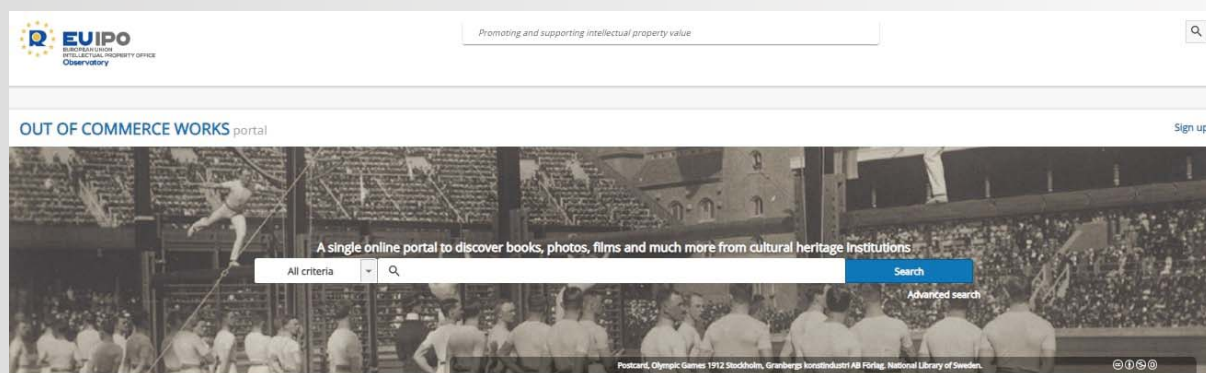 EUIPO
EUROPEAN UNION
INTELLECTUAL PROPERTY OFFICE
Observatory
Promoting and supporting intellectual property value
OUT OF COMMERCE WORKS portal
Sign up
A single online portal to discover books, photos, films and much more from cultural heritage institutions
All criteria
Search
Advanced search
Postcard, Olympic Games 1912 Stockholm, Granbergs konstindustri AB Förlag. National Library of Sweden.